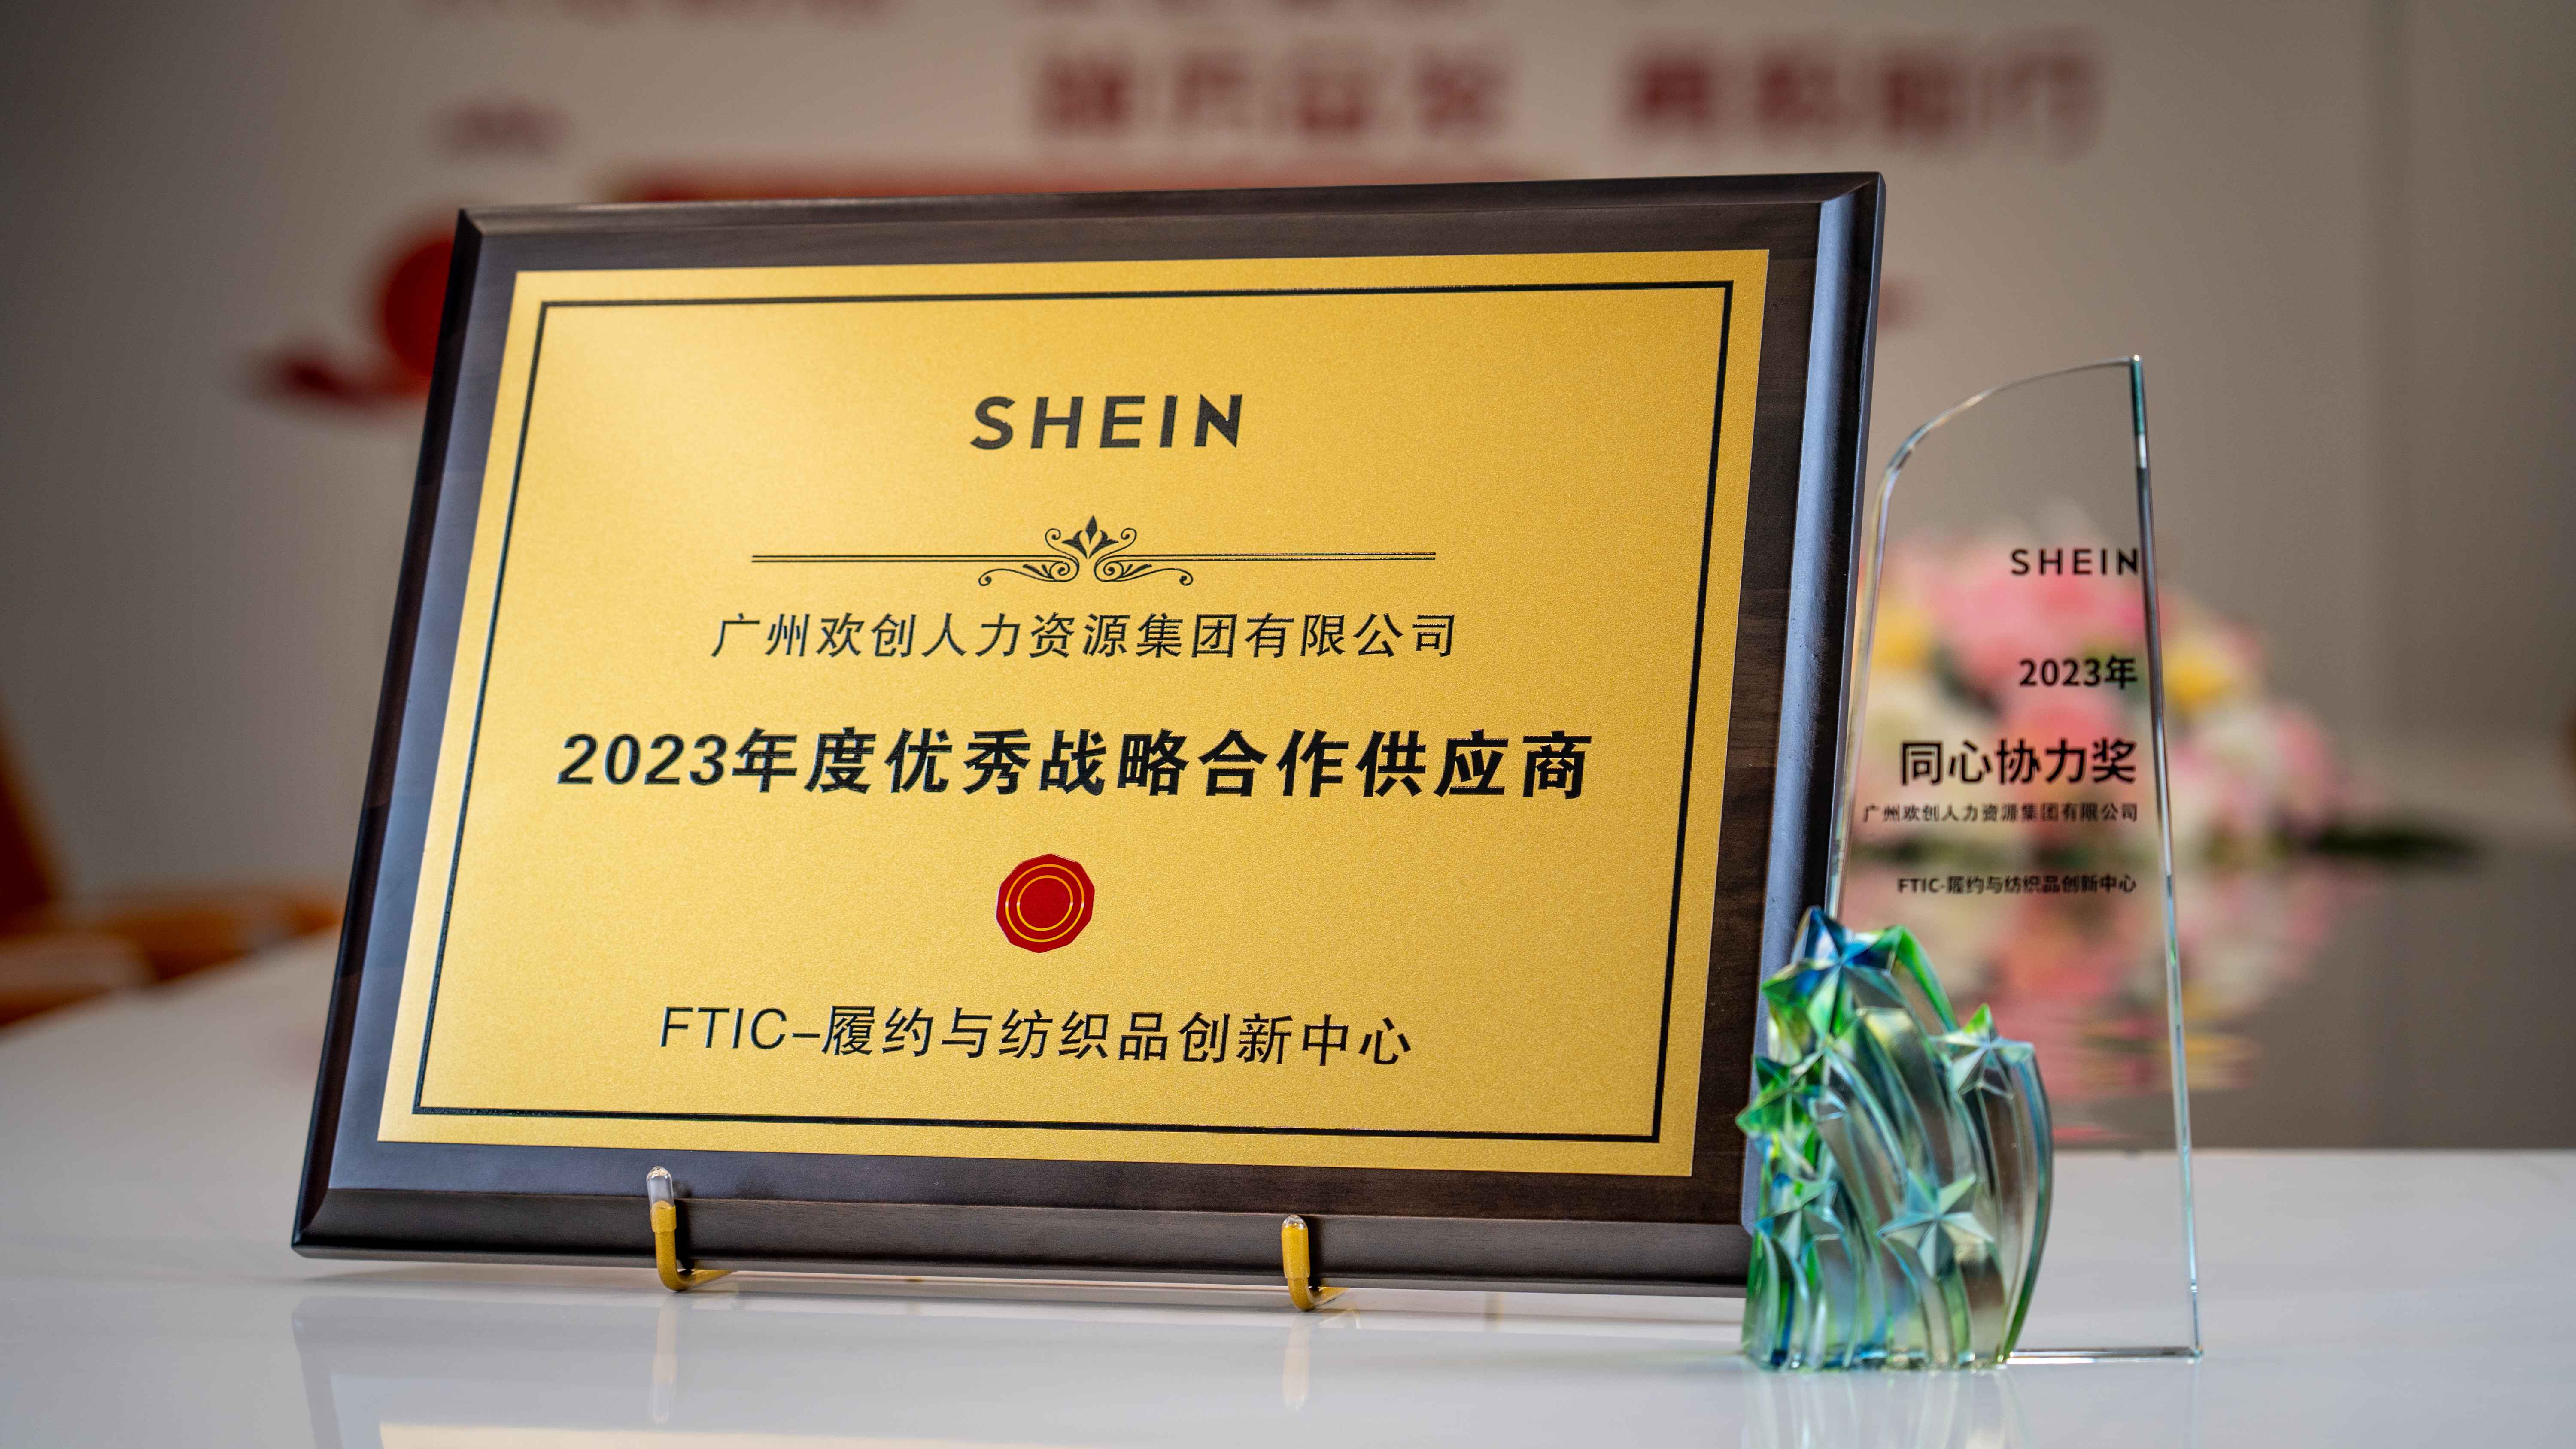 SHEIN
广州欢创人力资源集团有限公司
2023年度优秀战略合作供应商
FTIC-履约与纺织品创新中心
SHEIN
2023年
同心协力奖
广州欢创人力资源集团有限公司
FTIC-履约与纺织品创新中心